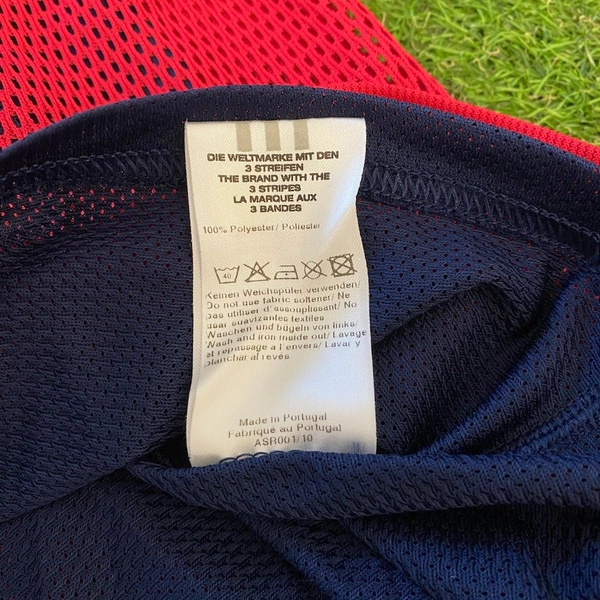 DIE WELTMARKE MIT DEN
3 STREIFEN
THE BRAND WITH THE
3 STRIPES
LA MARQUE AUX
3 BANDES
100% Polyester/ Poliester
40
Keinen Weichspüler verwenden/
Do not use fabric softener/ Ne
pas utiliser d'assouplissant/ No
usar suavizantes textiles
Waschen und bügeln von links/
Wash and iron inside out/ Lavage
et repassage a l'envers/ Lavar y
planchar al revés
Made in Portugal
Fabriqué au Portugal
ASR001/10